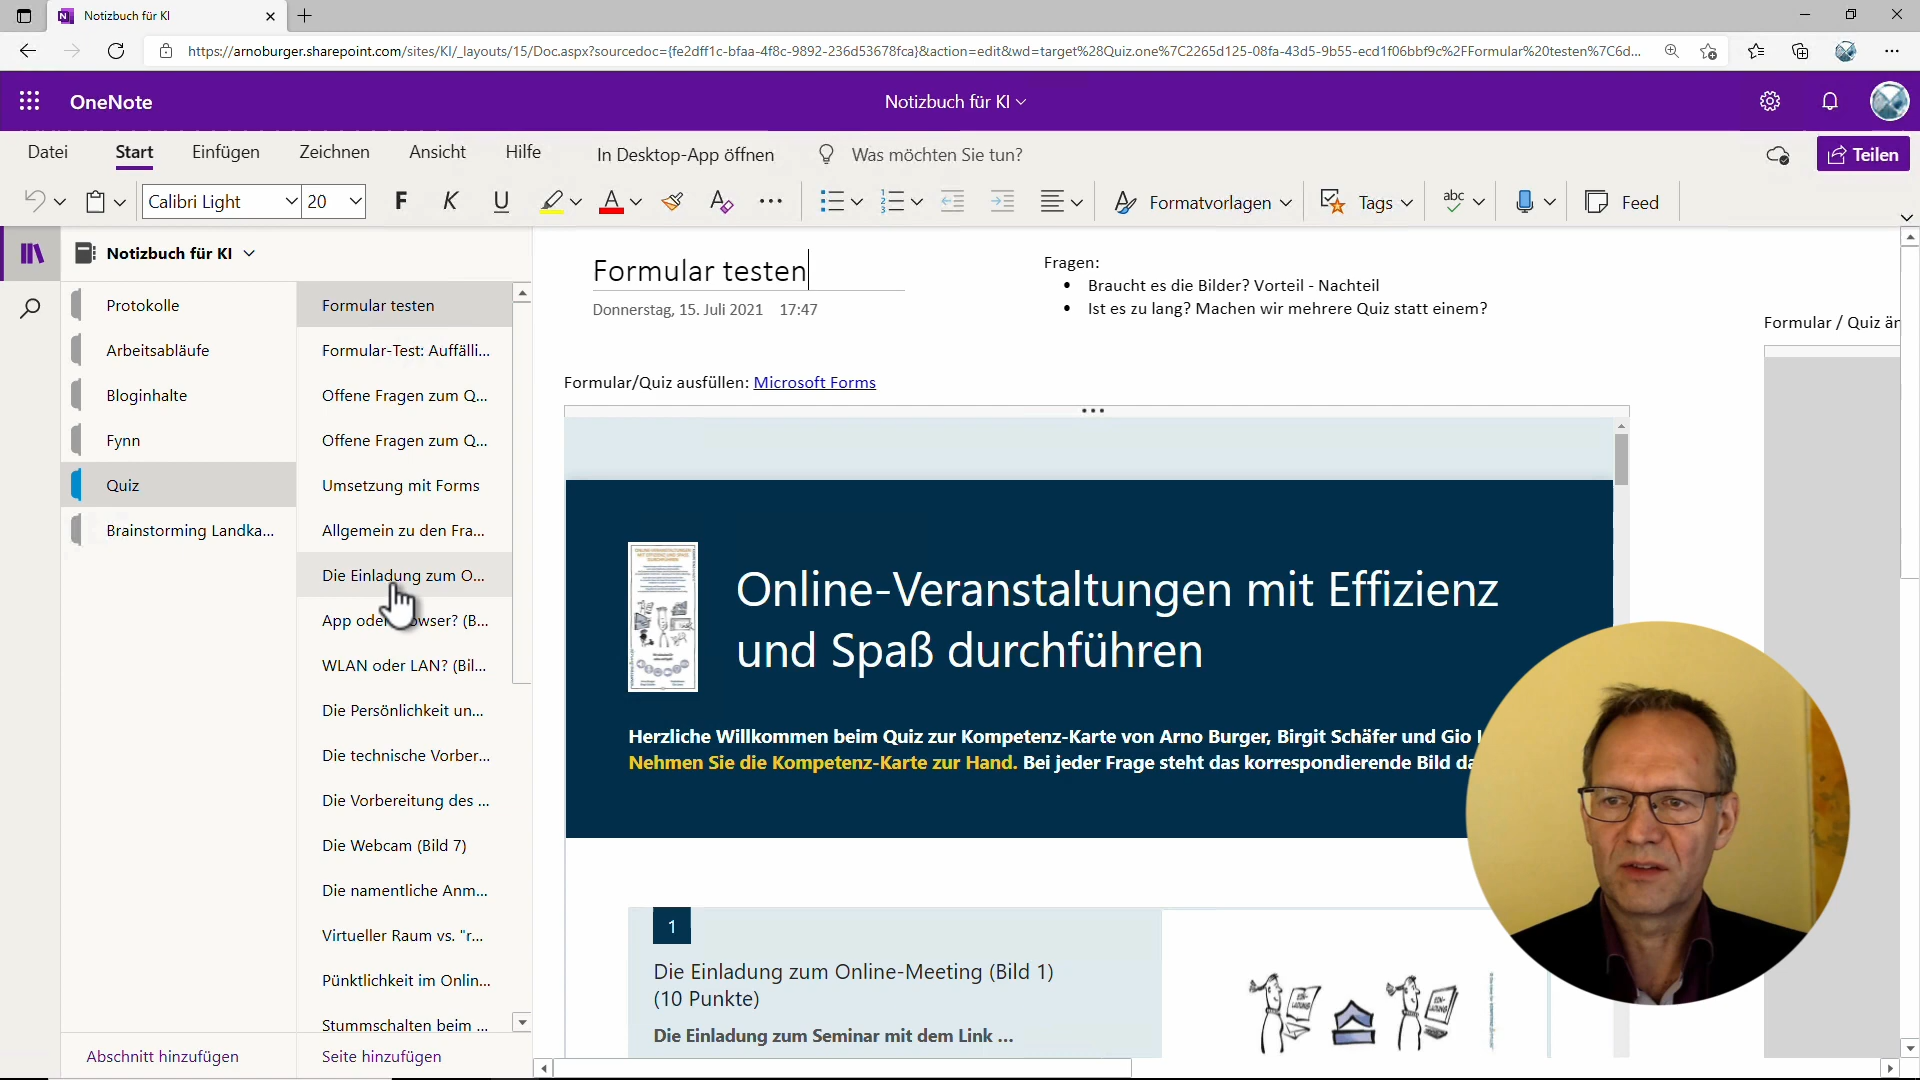 Notizbuch für KI
https://arnoburger.sharepoint.com/sites/KI/_layouts/15/Doc.aspx?sourcedoc={fe2dff1c-bfaa-4f8c-9892-236d53678fca}&action=edit&wd=target%28Quiz.one%7C2265d125-08fa-43d5-9b55-ecd1f06bbf9c%2FFormular%20testen%7C6d...
OneNote
Notizbuch für KI
Datei
Start
Einfügen
Zeichnen
Ansicht
Hilfe
In Desktop-App öffnen
Was möchten Sie tun?
Teilen
Calibri Light
20
F
K
U
A
A
Formatvorlagen
Tags
abc
Feed
Notizbuch für KI
Protokolle
Arbeitsabläufe
Bloginhalte
Fynn
Quiz
Brainstorming Landka...
Abschnitt hinzufügen
Formular testen
Formular-Test: Auffälli...
Offene Fragen zum Q...
Offene Fragen zum Q...
Umsetzung mit Forms
Allgemein zu den Fra...
Die Einladung zum O...
App oder Browser? (B...
WLAN oder LAN? (Bil...
Die Persönlichkeit un...
Die technische Vorber...
Die Vorbereitung des ...
Die Webcam (Bild 7)
Die namentliche Anm...
Virtueller Raum vs. "r...
Pünktlichkeit im Onlin...
Stummschalten beim ...
Seite hinzufügen
Formular testen
Donnerstag, 15. Juli 2021 17:47
Fragen:
• Braucht es die Bilder? Vorteil - Nachteil
• Ist es zu lang? Machen wir mehrere Quiz statt einem?
Formular / Quiz än
Formular/Quiz ausfüllen: Microsoft Forms
Online-Veranstaltungen mit Effizienz
und Spaß durchführen
Herzliche Willkommen beim Quiz zur Kompetenz-Karte von Arno Burger, Birgit Schäfer und Gio
Nehmen Sie die Kompetenz-Karte zur Hand. Bei jeder Frage steht das korrespondierende Bild
1
Die Einladung zum Online-Meeting (Bild 1)
(10 Punkte)
Die Einladung zum Seminar mit dem Link ...